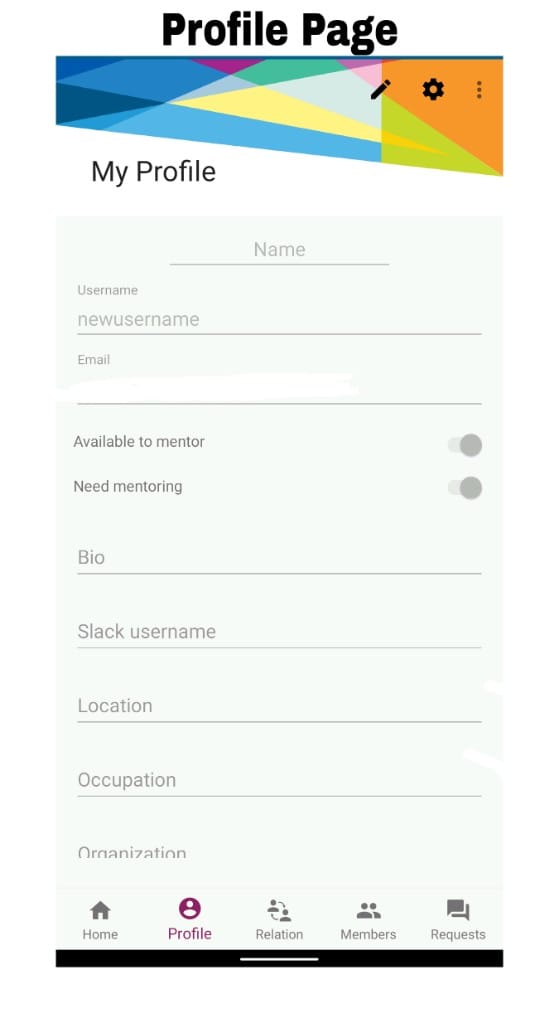 Profile Page
My Profile
Name
Username
newusername
Email
Available to mentor
Need mentoring
Bio
Slack username
Location
Occupation
Organization
Home
Profile
Relation
Members
Requests